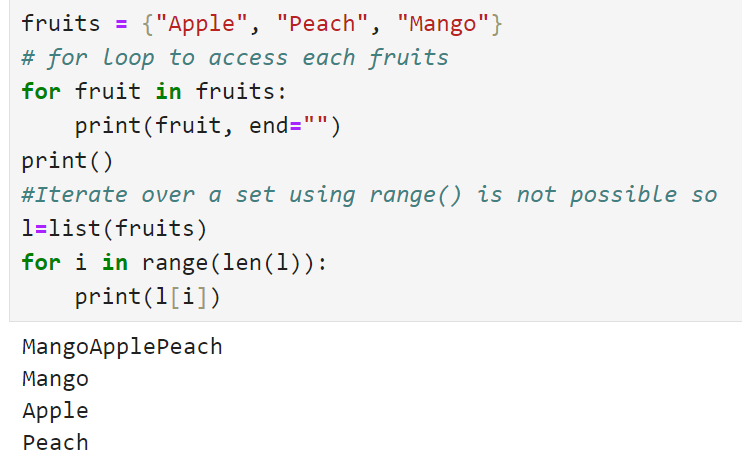 fruits = {"Apple", "Peach", "Mango"}
# for loop to access each fruits
for fruit in fruits:
    print(fruit, end="")
print()
#Iterate over a set using range() is not possible so
l=list(fruits)
for i in range(len(l)):
    print(l[i])
MangoApplePeach
Mango
Apple
Peach